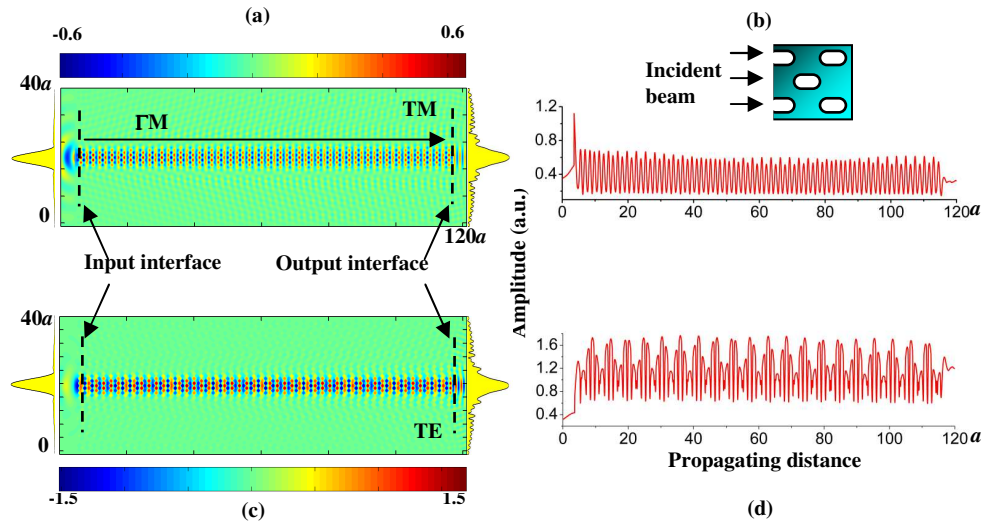 (a)
-0.6 0.6
40a
ΓM
TM
0
120a
Input interface
Output interface
40a
0
TE
-1.5 1.5
(c)
(b)
Incident
beam
1.2
0.8
0.4
0 20 40 60 80 100 120
a
Amplitude (a.u.)
1.6
1.2
0.8
0.4
0 20 40 60 80 100 120
a
Propagating distance
(d)